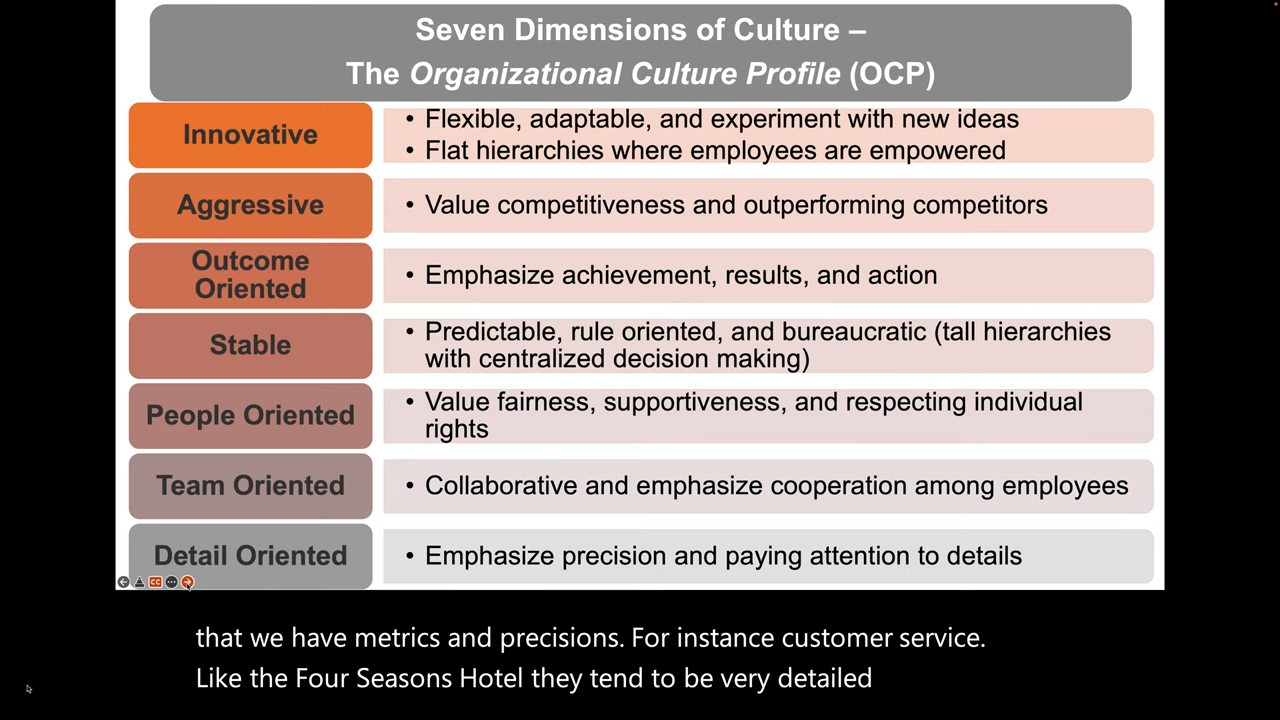 Seven Dimensions of Culture –
The Organizational Culture Profile (OCP)
Innovative
• Flexible, adaptable, and experiment with new ideas
• Flat hierarchies where employees are empowered
Aggressive
• Value competitiveness and outperforming competitors
Outcome
Oriented
• Emphasize achievement, results, and action
Stable
• Predictable, rule oriented, and bureaucratic (tall hierarchies
with centralized decision making)
People Oriented
• Value fairness, supportiveness, and respecting individual
rights
Team Oriented
• Collaborative and emphasize cooperation among employees
Detail Oriented
• Emphasize precision and paying attention to details
CC
that we have metrics and precisions. For instance customer service.
Like the Four Seasons Hotel they tend to be very detailed